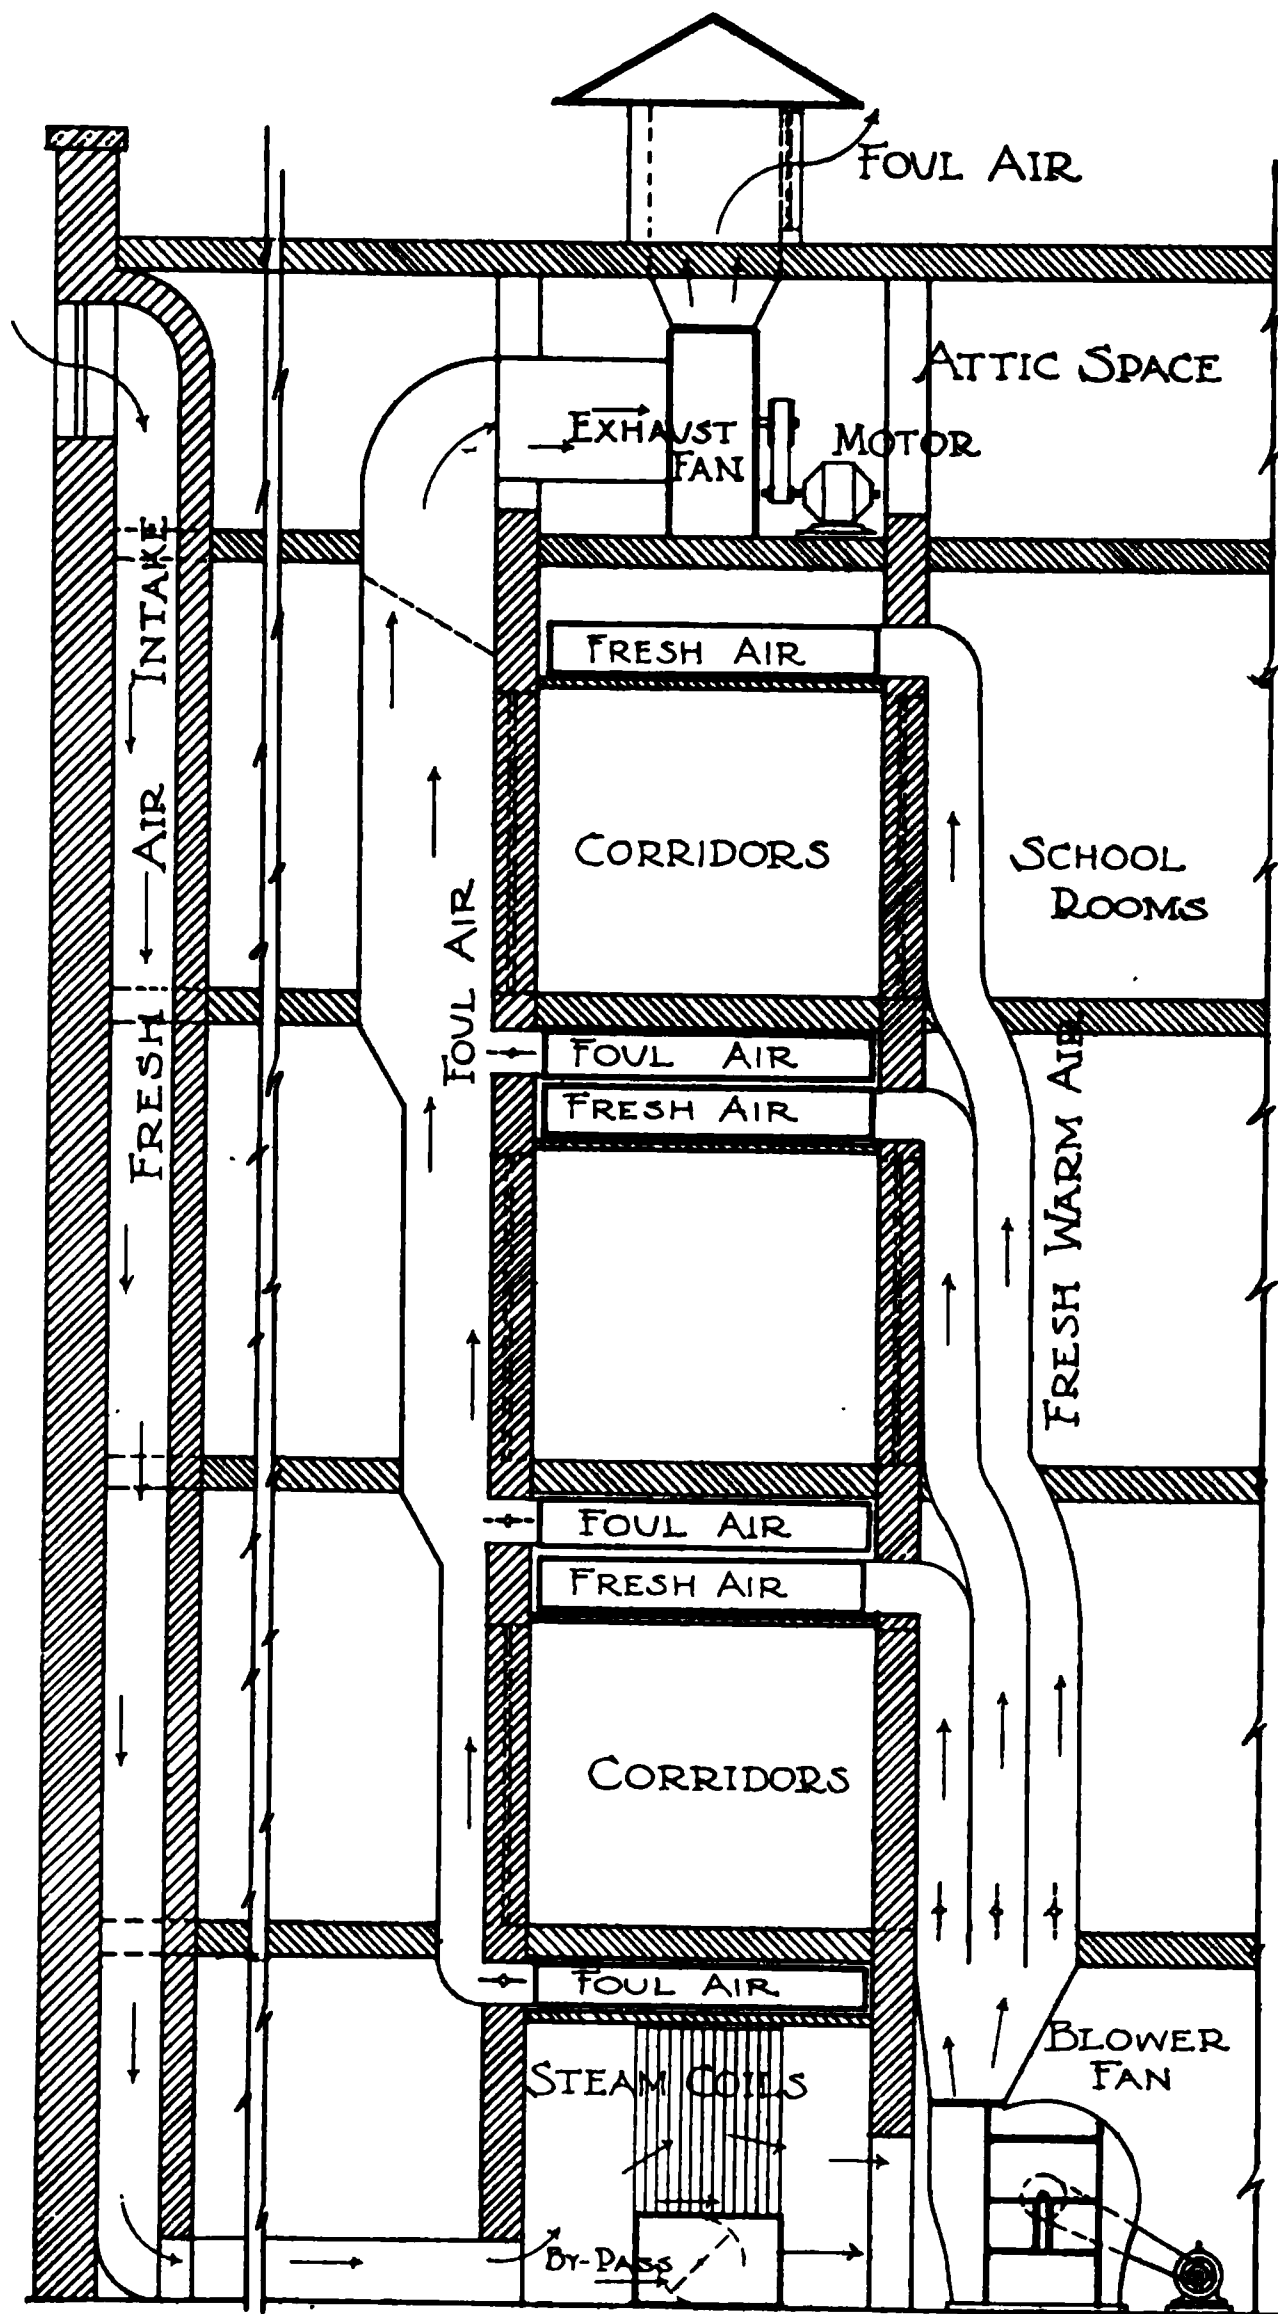 FOUL AIR
ATTIC SPACE
EXHAUST
FAN
MOTOR
FRESH AIR INTAKE
FRESH AIR
CORRIDORS
SCHOOL
ROOMS
FOUL AIR
FOUL AIR
FRESH AIR
FRESH WARM AIR
FOUL AIR
FRESH AIR
CORRIDORS
FOUL AIR
STEAM COILS
BLOWER
FAN
BY-PASS